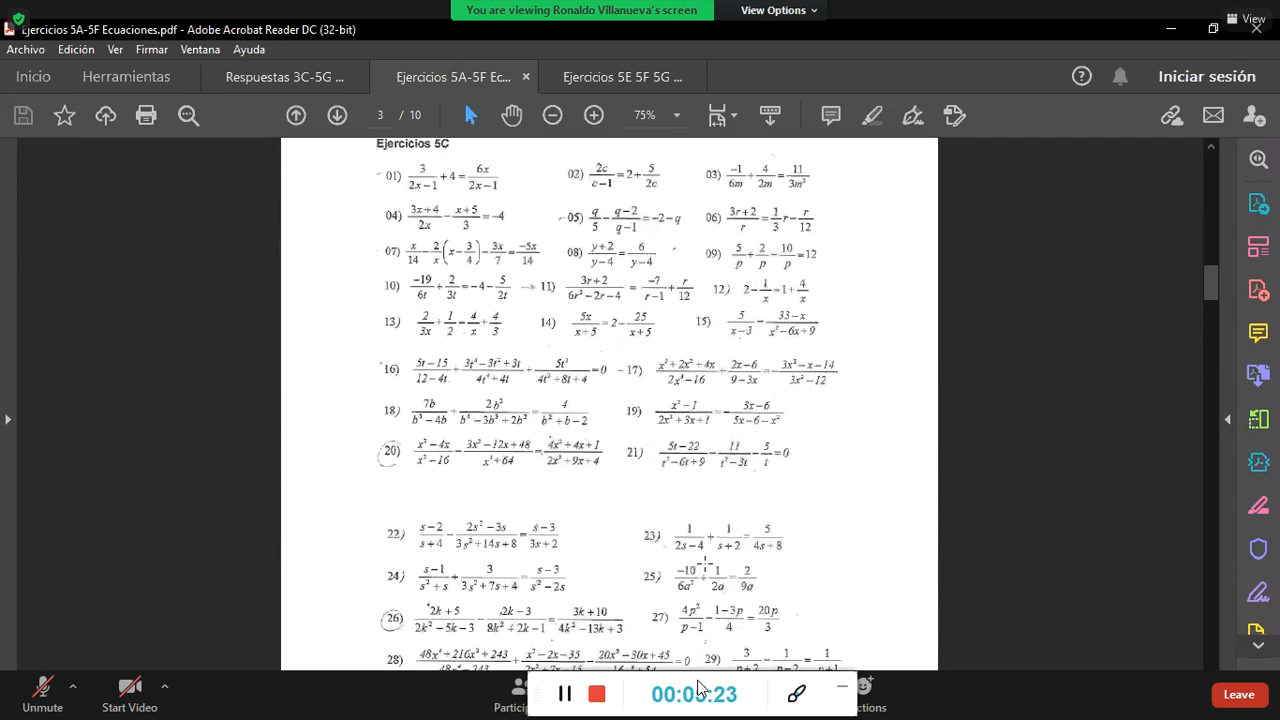 You are viewing Ronaldo Villanueva's screen
View Options
View
Ejercicios 5A-5F Ecuaciones.pdf - Adobe Acrobat Reader DC (32-bit)
Archivo Edición Ver Firmar Ventana Ayuda
Inicio Herramientas Respuestas 3C-5G ... Ejercicios 5A-5F Ec... × Ejercicios 5E 5F 5G ... Iniciar sesión
3 / 10 75%
Ejercicios 5C
01) 3/(2x−1) + 4 = 6x/(2x−1) 02) 2c/(c−1) = 2 + 5/2c 03) −1/6m + 4/2m = 11/3m²
04) (3x+4)/2x − (x+5)/3 = −4 05) q/5 − (q−2)/(q−1) = −2−q 06) (3r+2)/r = 1/3 r − r/12
07) x/14 − 2/x (x − 3/4) − 3x/7 = −5x/14 08) (y+2)/(y−4) = 6/(y−4) 09) 5/p + 2/p − 10/p = 12
10) −19/6t + 2/3t = −4 − 5/2t 11) (3r+2)/(6r²−2r−4) = −7/(r−1) + r/12 12) 2 − 1/x = 1 + 4/x
13) 2/3x + 1/2 = 4/x + 4/3 14) 5x/(x+5) = 2 − 25/(x+5) 15) 5/(x−3) = (33−x)/(x²−6x+9)
16) (5t−15)/(12−4t) + (3t³−3t²+3t)/(4t⁴+4t) + 5t²/(4t²+8t+4) = 0 17) (x³+2x²+4x)/(2x³−16) + (2x−6)/(9−3x) = −(3x²−x−14)/(3x²−12)
18) 7b/(b³−4b) + 2b²/(b⁴−3b³+2b²) = 4/(b²+b−2) 19) (x²−1)/(2x²+3x+1) = −(3x−6)/(5x−6−x²)
20) (x²−4x)/(x²−16) − (3x²−12x+48)/(x³+64) = (4x²+4x+1)/(2x²+9x+4) 21) (5t−22)/(t²−6t+9) − 11/(t²−3t) − 5/t = 0
22) (s−2)/(s+4) − (2s²−3s)/(3s²+14s+8) = (s−3)/(3s+2) 23) 1/(2s−4) + 1/(s+2) = 5/(4s+8)
24) (s−1)/(s²+s) + 3/(3s²+7s+4) = (s−3)/(s²−2s) 25) −10/6a² + 1/2a = 2/9a
26) (2k+5)/(2k²−5k−3) − (2k−3)/(8k²+2k−1) = (3k+10)/(4k²−13k+3) 27) 4p²/(p−1) − (1−3p)/4 = 20p/3
28) 29)
Unmute Start Video 00:0 :23 Leave